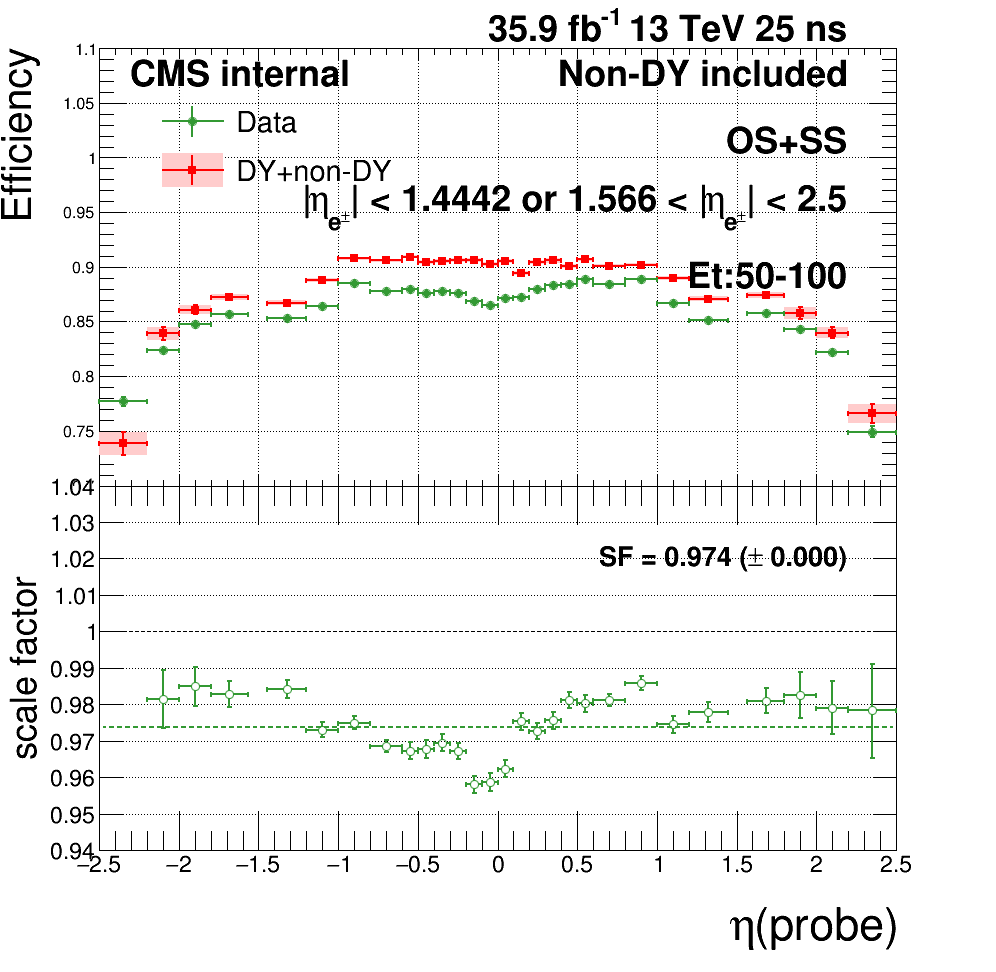 35.9 fb⁻¹ 13 TeV 25 ns
Efficiency
1.1
CMS internal
Non-DY included
1.05
Data
OS+SS
1
DY+non-DY
|η_e±| < 1.4442 or 1.566 < |η_e±| < 2.5
0.95
0.9
Et:50-100
0.85
0.8
0.75
1.04
1.03
SF = 0.974 (± 0.000)
1.02
1.01
scale factor
1
0.99
0.98
0.97
0.96
0.95
0.94
−2.5 −2 −1.5 −1 −0.5 0 0.5 1 1.5 2 2.5
η(probe)